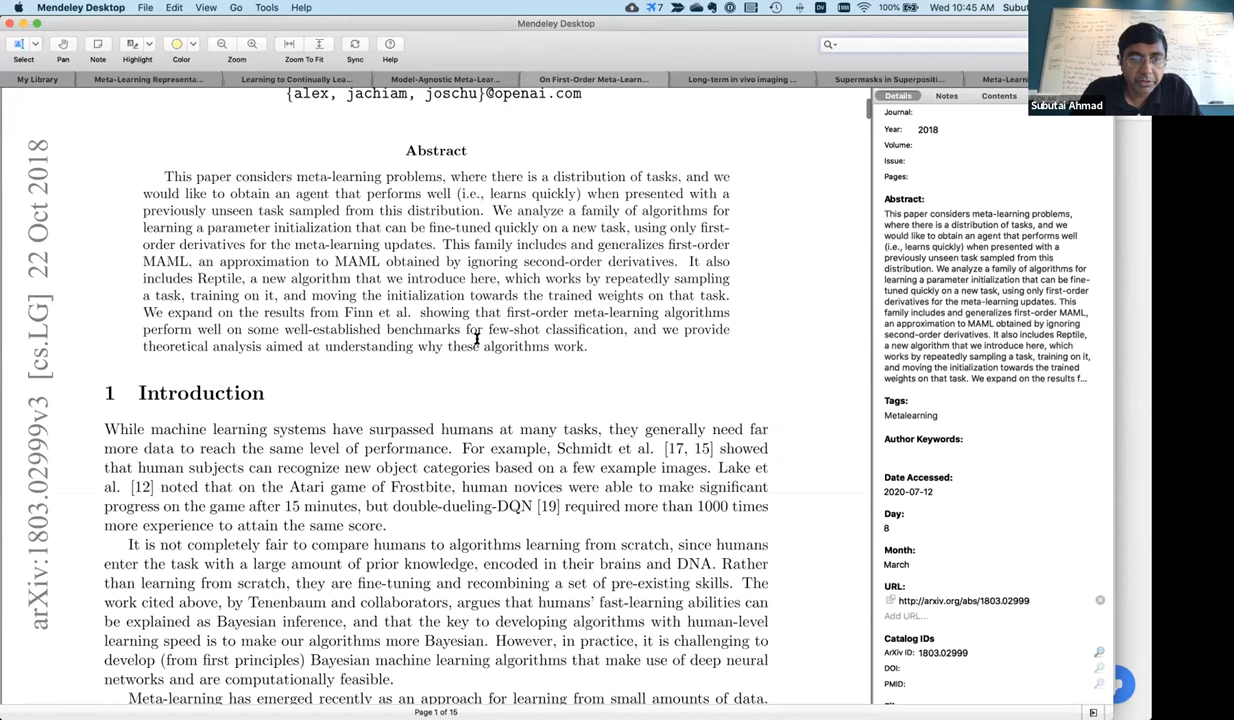 Mendeley Desktop File Edit View Go Tools Help
7 100% Wed 10:45 AM Subut
Mendeley Desktop
Select Pan Note Highlight Color Zoom Zoom To Fit Sync Help
My Library Meta-Learning Representa... Learning to Continually Lea... Model-Agnostic Meta-Lear... On First-Order Meta-Learn... Long-term in vivo imaging ... Supermasks in Superpositi... Meta-Learn
Subutai Ahmad
{alex, jachiam, joschu}@openai.com
Abstract
This paper considers meta-learning problems, where there is a distribution of tasks, and we
would like to obtain an agent that performs well (i.e., learns quickly) when presented with a
previously unseen task sampled from this distribution. We analyze a family of algorithms for
learning a parameter initialization that can be fine-tuned quickly on a new task, using only first-
order derivatives for the meta-learning updates. This family includes and generalizes first-order
MAML, an approximation to MAML obtained by ignoring second-order derivatives. It also
includes Reptile, a new algorithm that we introduce here, which works by repeatedly sampling
a task, training on it, and moving the initialization towards the trained weights on that task.
We expand on the results from Finn et al. showing that first-order meta-learning algorithms
perform well on some well-established benchmarks for few-shot classification, and we provide
theoretical analysis aimed at understanding why these algorithms work.
1 Introduction
While machine learning systems have surpassed humans at many tasks, they generally need far
more data to reach the same level of performance. For example, Schmidt et al. [17, 15] showed
that human subjects can recognize new object categories based on a few example images. Lake et
al. [12] noted that on the Atari game of Frostbite, human novices were able to make significant
progress on the game after 15 minutes, but double-dueling-DQN [19] required more than 1000 times
more experience to attain the same score.
It is not completely fair to compare humans to algorithms learning from scratch, since humans
enter the task with a large amount of prior knowledge, encoded in their brains and DNA. Rather
than learning from scratch, they are fine-tuning and recombining a set of pre-existing skills. The
work cited above, by Tenenbaum and collaborators, argues that humans' fast-learning abilities can
be explained as Bayesian inference, and that the key to developing algorithms with human-level
learning speed is to make our algorithms more Bayesian. However, in practice, it is challenging to
develop (from first principles) Bayesian machine learning algorithms that make use of deep neural
networks and are computationally feasible.
Meta-learning has emerged recently as an approach for learning from small amounts of data.
arXiv:1803.02999v3 [cs.LG] 22 Oct 2018
Page 1 of 15
Details Notes Contents
Journal:
Year: 2018
Volume:
Issue:
Pages:
Abstract:
This paper considers meta-learning problems,
where there is a distribution of tasks, and we
would like to obtain an agent that performs well
(i.e., learns quickly) when presented with a
previously unseen task sampled from this
distribution. We analyze a family of algorithms for
learning a parameter initialization that can be fine-
tuned quickly on a new task, using only first-order
derivatives for the meta-learning updates. This
family includes and generalizes first-order MAML,
an approximation to MAML obtained by ignoring
second-order derivatives. It also includes Reptile,
a new algorithm that we introduce here, which
works by repeatedly sampling a task, training on it,
and moving the initialization towards the trained
weights on that task. We expand on the results f...
Tags:
Metalearning
Author Keywords:
Date Accessed:
2020-07-12
Day:
8
Month:
March
URL:
http://arxiv.org/abs/1803.02999
Add URL...
Catalog IDs
ArXiv ID: 1803.02999
DOI:
PMID: